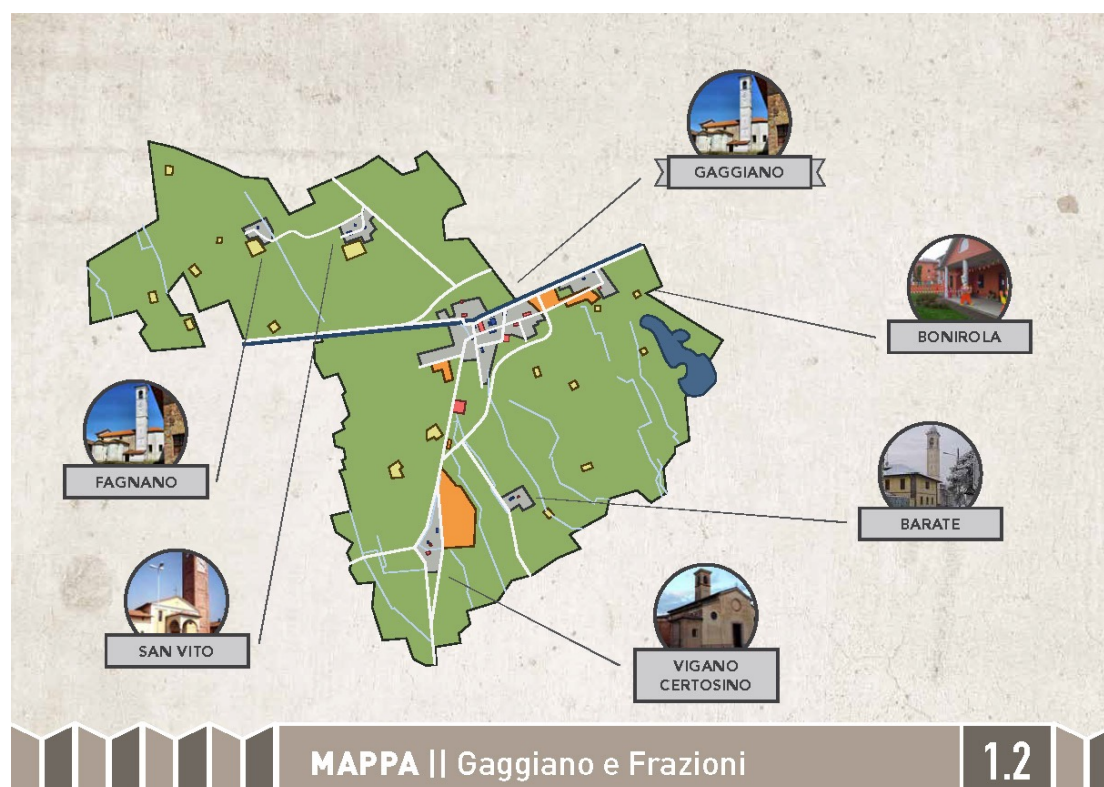 GAGGIANO
BONIROLA
FAGNANO
BARATE
SAN VITO
VIGANO
CERTOSINO
MAPPA || Gaggiano e Frazioni
1.2